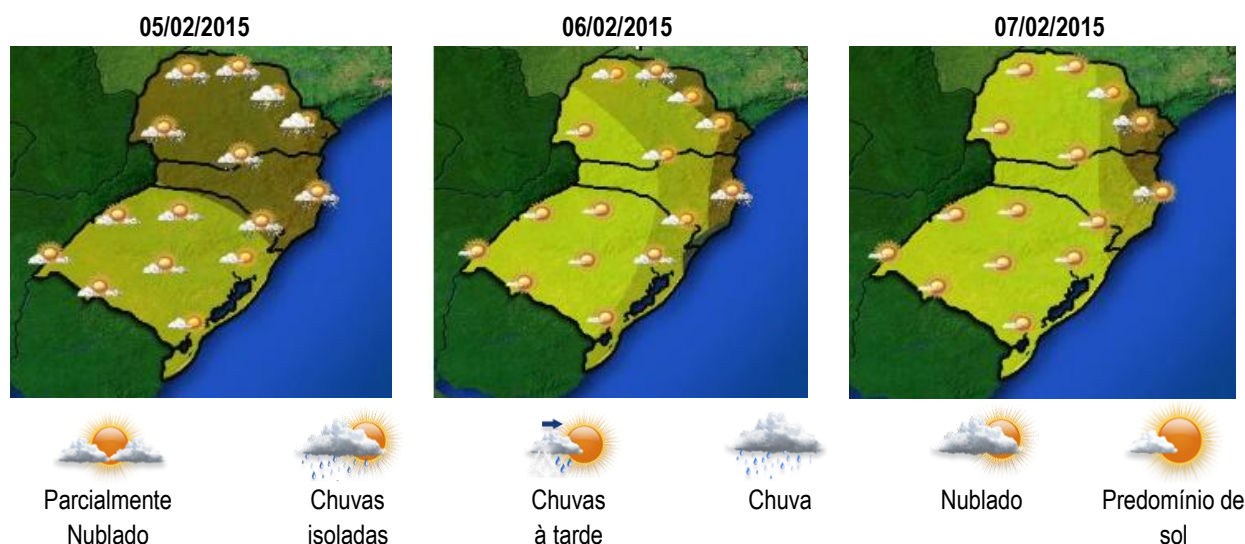 05/02/2015
06/02/2015
07/02/2015
Parcialmente
Nublado
Chuvas
isoladas
Chuvas
à tarde
Chuva
Nublado
Predomínio de
sol